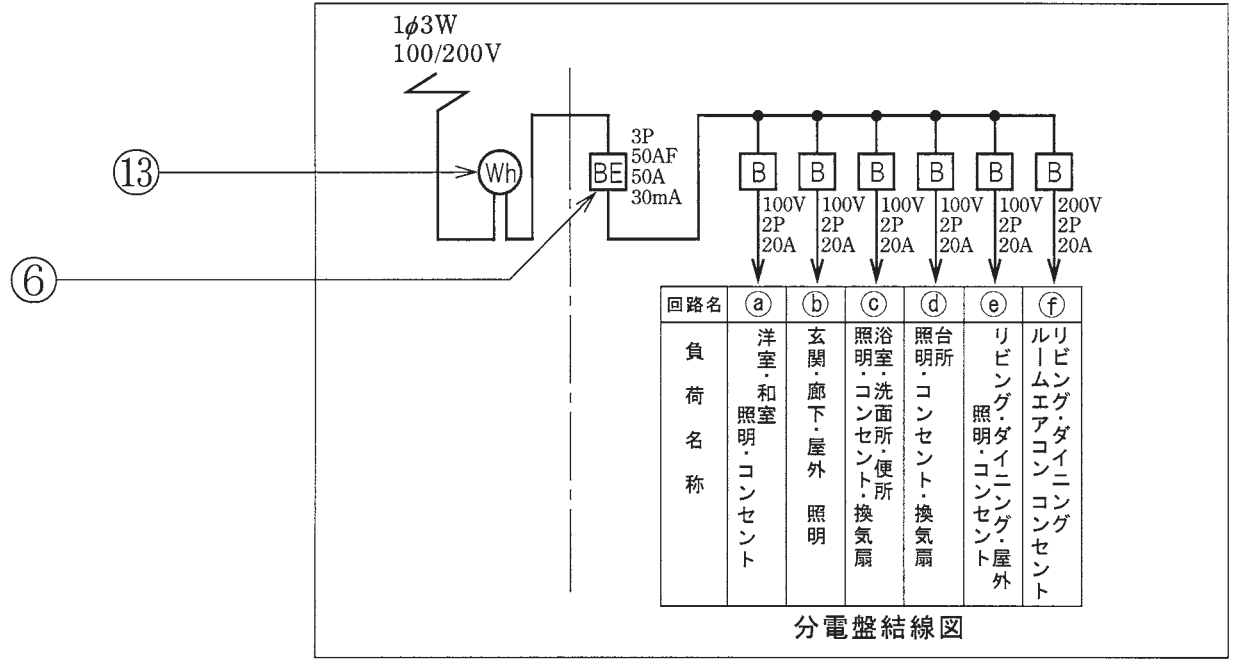 1φ3W
100/200V
⑬
Wh
⑥
BE
3P
50AF
50A
30mA
B
100V
2P
20A
B
100V
2P
20A
B
100V
2P
20A
B
100V
2P
20A
B
100V
2P
20A
B
200V
2P
20A
回路名
ⓐ
ⓑ
ⓒ
ⓓ
ⓔ
ⓕ
負荷名称
洋室・和室
照明・コンセント
玄関・廊下・屋外 照明
浴室・洗面所・便所
照明・コンセント・換気扇
台所
照明・コンセント・換気扇
リビング・ダイニング・屋外
照明・コンセント
リビング・ダイニング
ルームエアコン コンセント
分電盤結線図